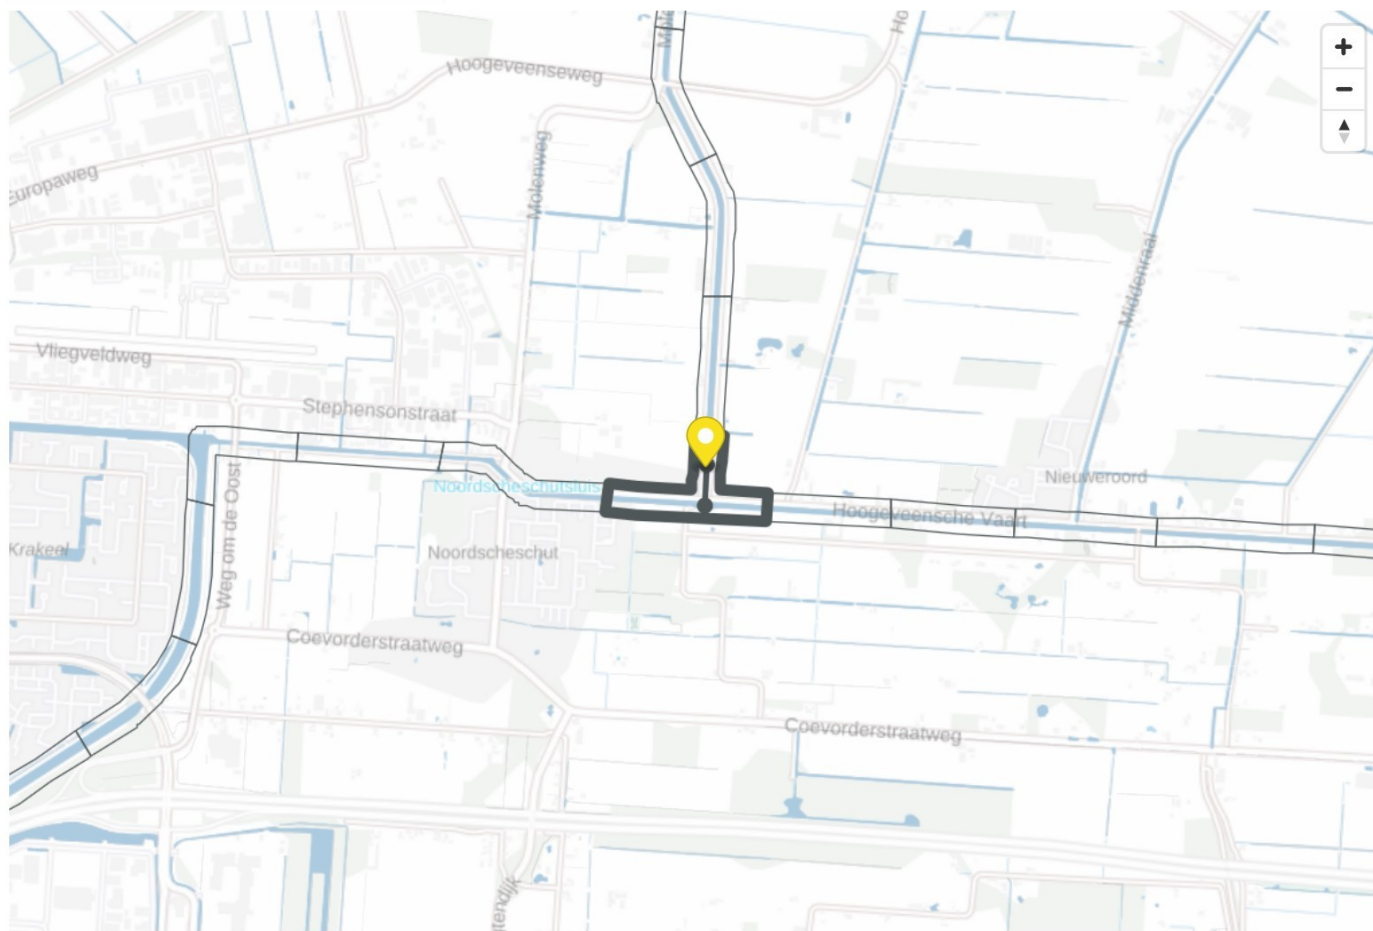 Hoogeveenseweg
Molenweg
Europaweg
Middenraai
Vliegveldweg
Stephensonstraat
Nieuweroord
Noordscheschutsluis
Hoogeveensche Vaart
Weg om de Oost
Krakeel
Noordscheschut
Coevorderstraatweg
Coevorderstraatweg